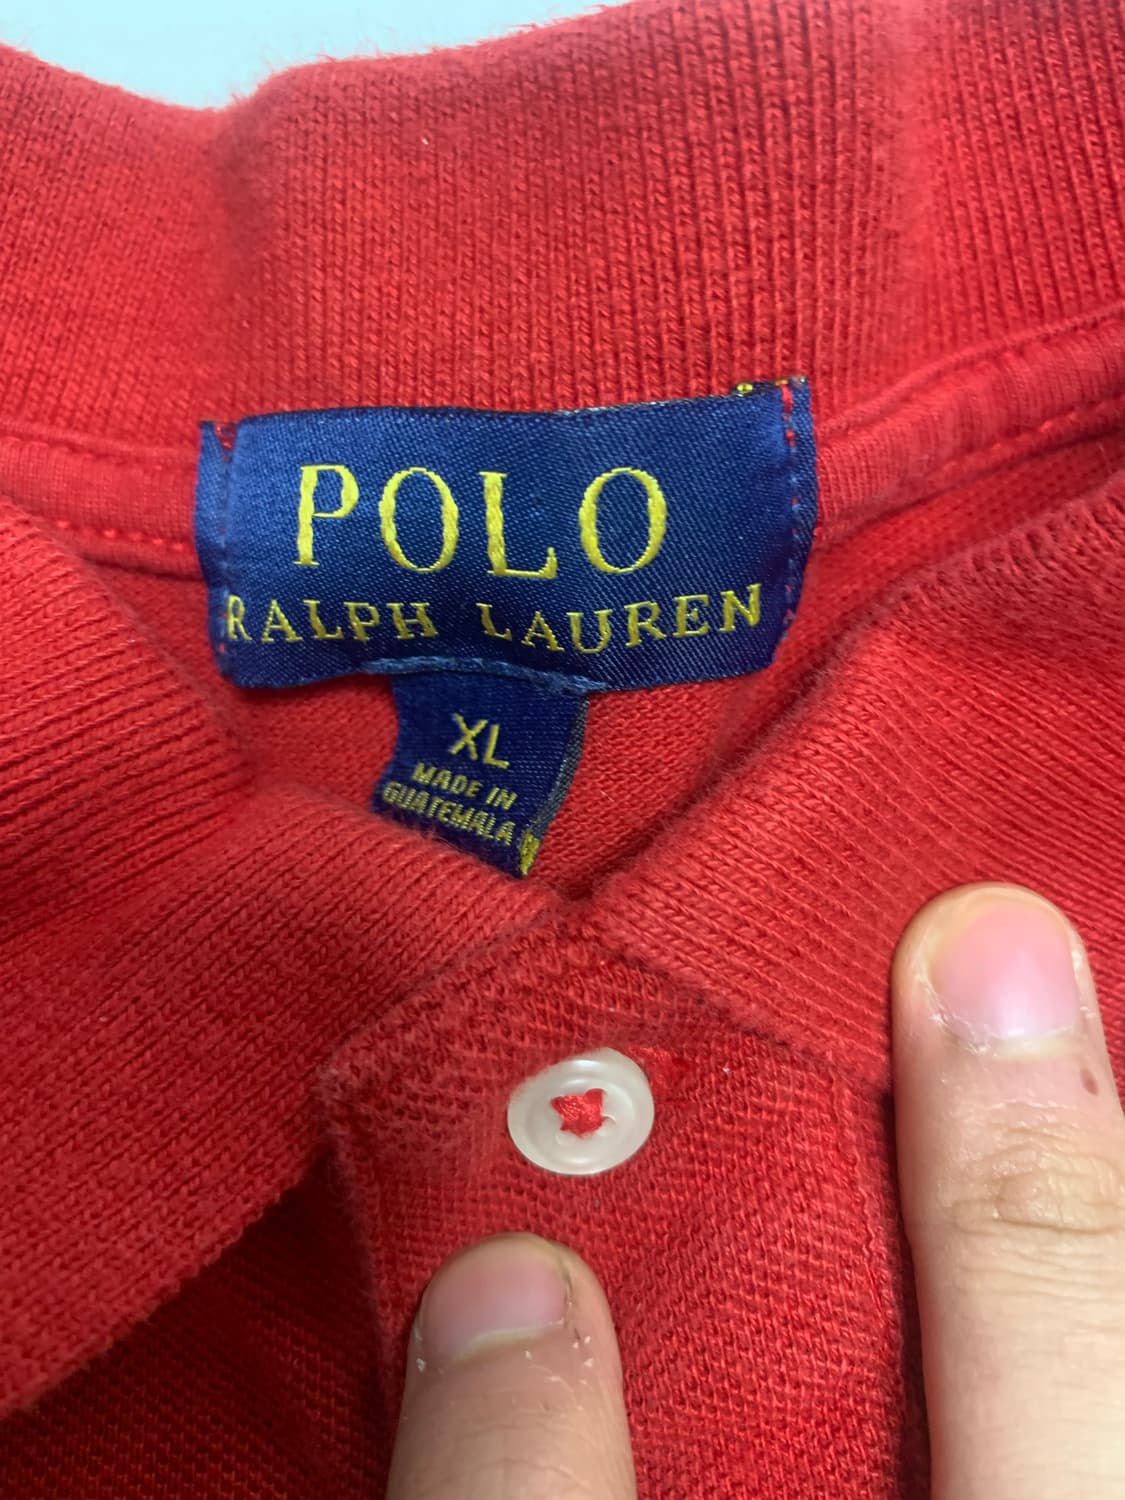 POLO
RALPH LAUREN
XL
MADE IN
GUATEMALA